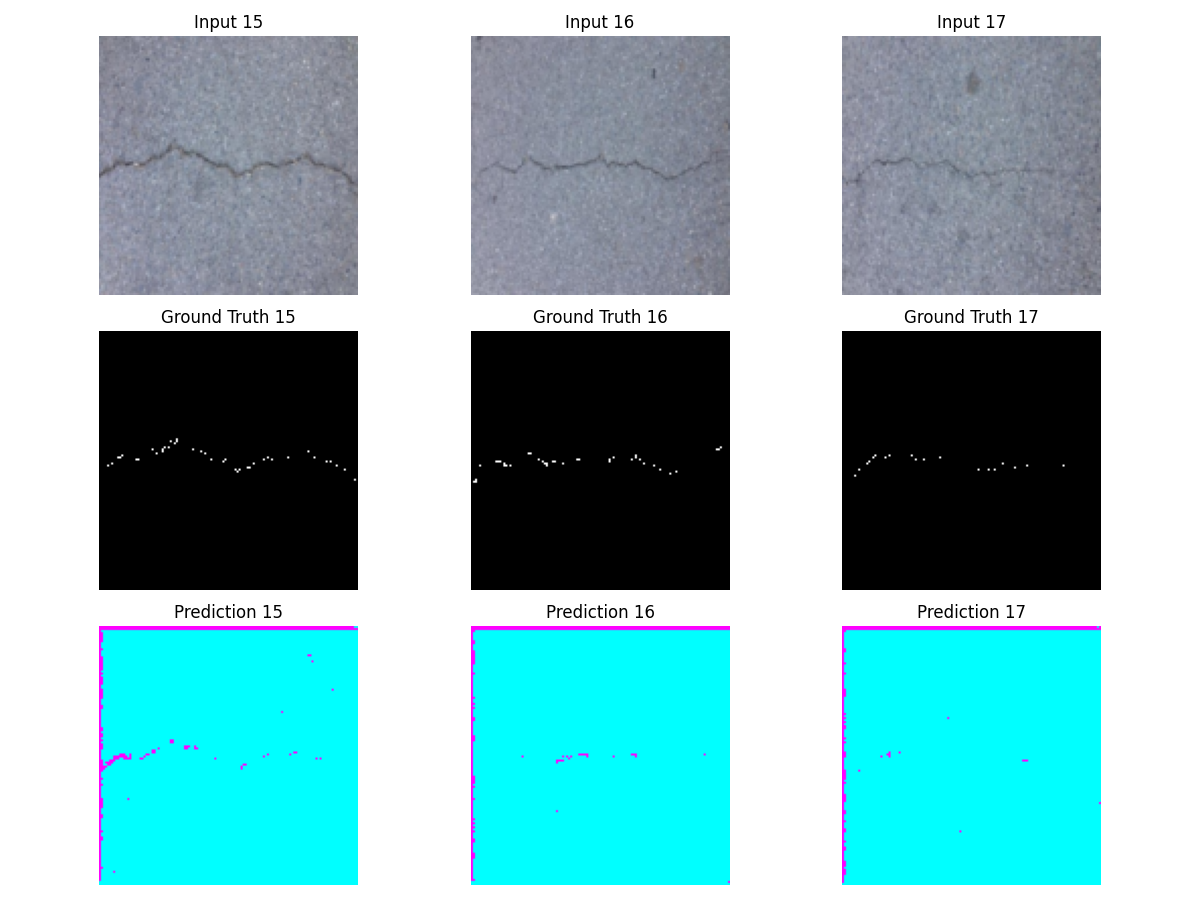 Input 15
Input 16
Input 17
Ground Truth 15
Ground Truth 16
Ground Truth 17
Prediction 15
Prediction 16
Prediction 17